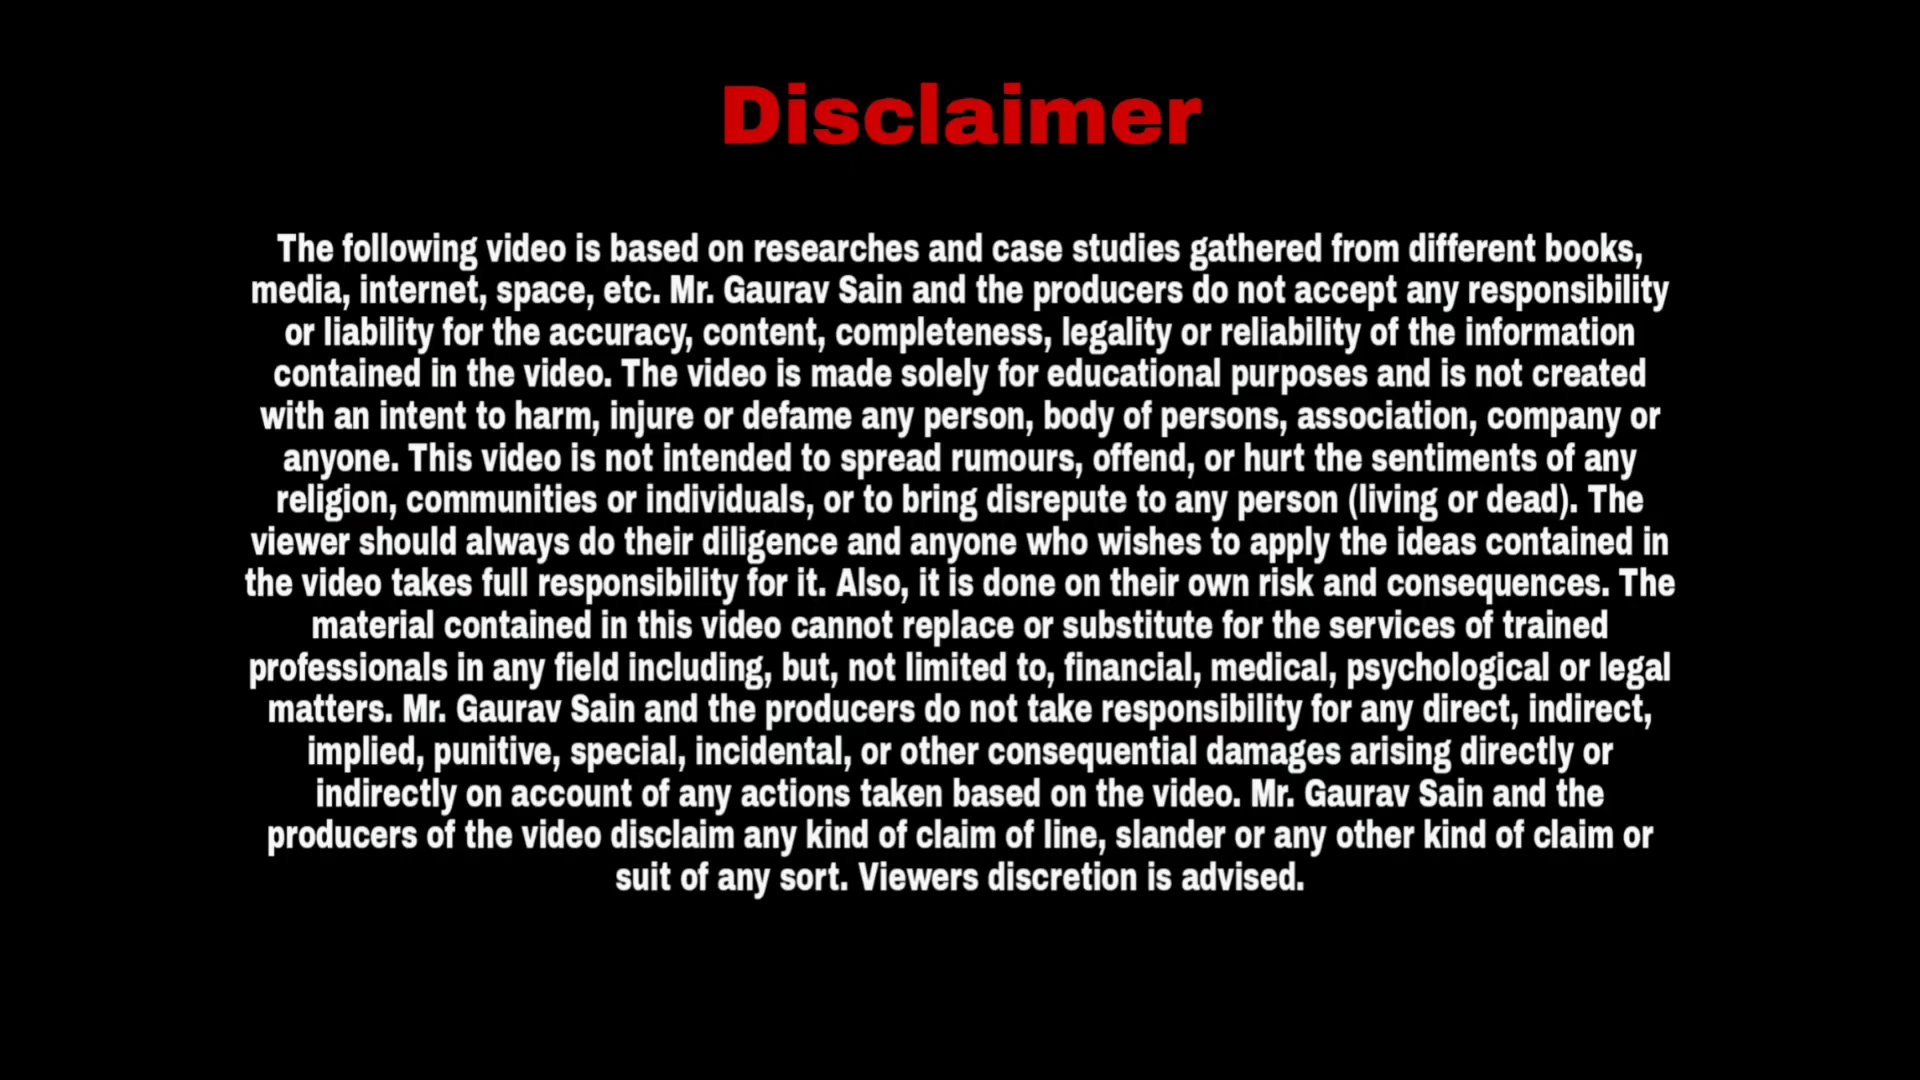 Disclaimer
The following video is based on researches and case studies gathered from different books,
media, internet, space, etc. Mr. Gaurav Sain and the producers do not accept any responsibility
or liability for the accuracy, content, completeness, legality or reliability of the information
contained in the video. The video is made solely for educational purposes and is not created
with an intent to harm, injure or defame any person, body of persons, association, company or
anyone. This video is not intended to spread rumours, offend, or hurt the sentiments of any
religion, communities or individuals, or to bring disrepute to any person (living or dead). The
viewer should always do their diligence and anyone who wishes to apply the ideas contained in
the video takes full responsibility for it. Also, it is done on their own risk and consequences. The
material contained in this video cannot replace or substitute for the services of trained
professionals in any field including, but, not limited to, financial, medical, psychological or legal
matters. Mr. Gaurav Sain and the producers do not take responsibility for any direct, indirect,
implied, punitive, special, incidental, or other consequential damages arising directly or
indirectly on account of any actions taken based on the video. Mr. Gaurav Sain and the
producers of the video disclaim any kind of claim of line, slander or any other kind of claim or
suit of any sort. Viewers discretion is advised.